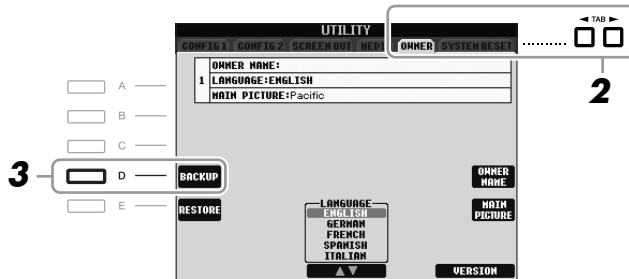 UTILITY
CONFIG 1 CONFIG 2 SCREEN OUT MEDIA OWNER SYSTEM RESET
◄ TAB ►
2
OWNER NAME:
1 LANGUAGE:ENGLISH
MAIN PICTURE:Pacific
A
B
C
3 D BACKUP
OWNER NAME
E RESTORE
MAIN PICTURE
LANGUAGE
ENGLISH
GERMAN
FRENCH
SPANISH
ITALIAN
▲▼
VERSION